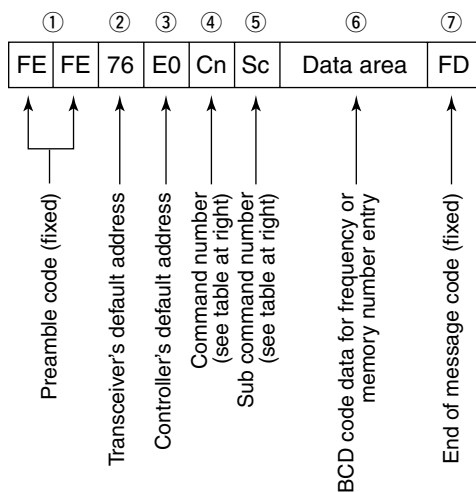 ① ② ③ ④ ⑤ ⑥ ⑦
FE FE 76 E0 Cn Sc Data area FD
Preamble code (fixed)
Transceiver's default address
Controller's default address
Command number
(see table at right)
Sub command number
(see table at right)
BCD code data for frequency or
memory number entry
End of message code (fixed)